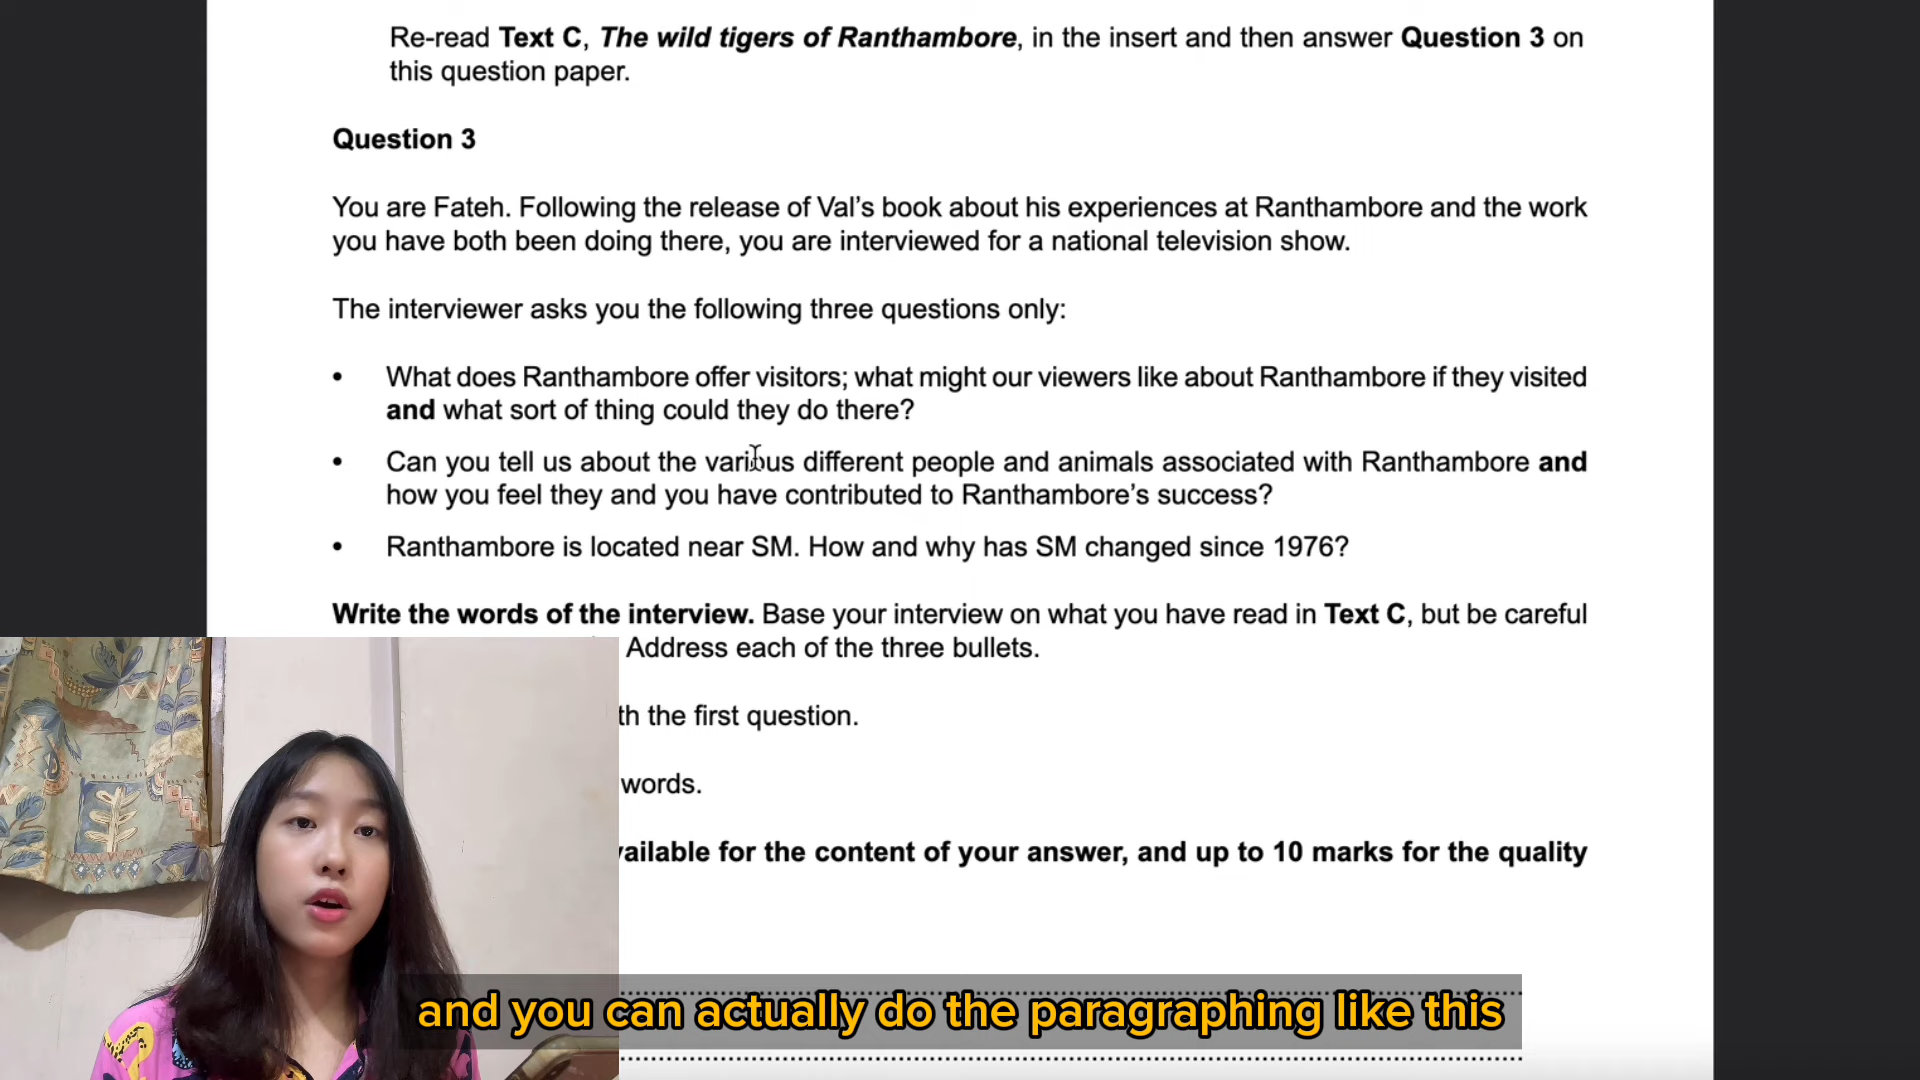 Re-read Text C, The wild tigers of Ranthambore, in the insert and then answer Question 3 on
this question paper.
Question 3
You are Fateh. Following the release of Val’s book about his experiences at Ranthambore and the work
you have both been doing there, you are interviewed for a national television show.
The interviewer asks you the following three questions only:
• What does Ranthambore offer visitors; what might our viewers like about Ranthambore if they visited
and what sort of thing could they do there?
• Can you tell us about the various different people and animals associated with Ranthambore and
how you feel they and you have contributed to Ranthambore’s success?
• Ranthambore is located near SM. How and why has SM changed since 1976?
Write the words of the interview. Base your interview on what you have read in Text C, but be careful
Address each of the three bullets.
the first question.
words.
for the content of your answer, and up to 10 marks for the quality
and you can actually do the paragraphing like this